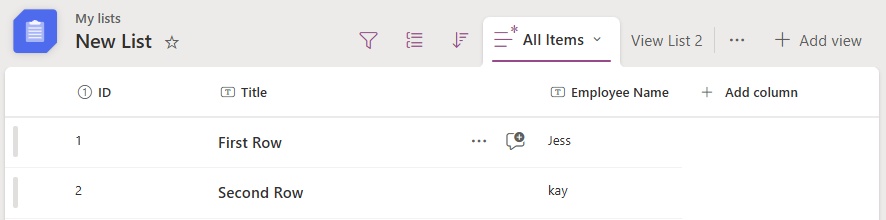 My lists
New List
All Items
View List 2
Add view
ID Title Employee Name Add column
1 First Row Jess
2 Second Row kay